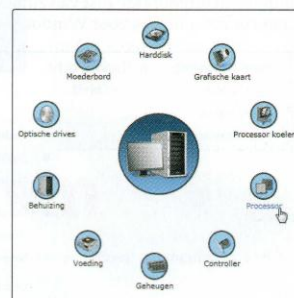 Harddisk
Moederbord
Grafische kaart
Optische drives
Processor koeler
Behuizing
Processor
Voeding
Controller
Geheugen